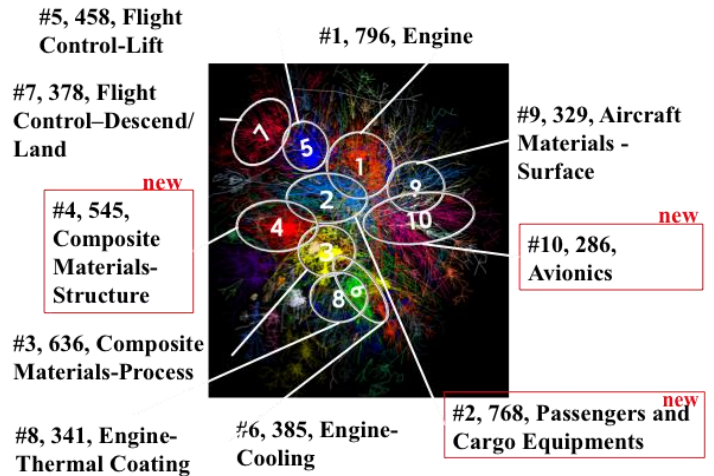 #5, 458, Flight
Control-Lift
#1, 796, Engine
#7, 378, Flight
Control–Descend/
Land
#9, 329, Aircraft
Materials -
Surface
new
#4, 545,
Composite
Materials-
Structure
new
#10, 286,
Avionics
7
5
1
9
2
10
4
3
8
6
#3, 636, Composite
Materials-Process
new
#2, 768, Passengers and
Cargo Equipments
#8, 341, Engine-
Thermal Coating
#6, 385, Engine-
Cooling